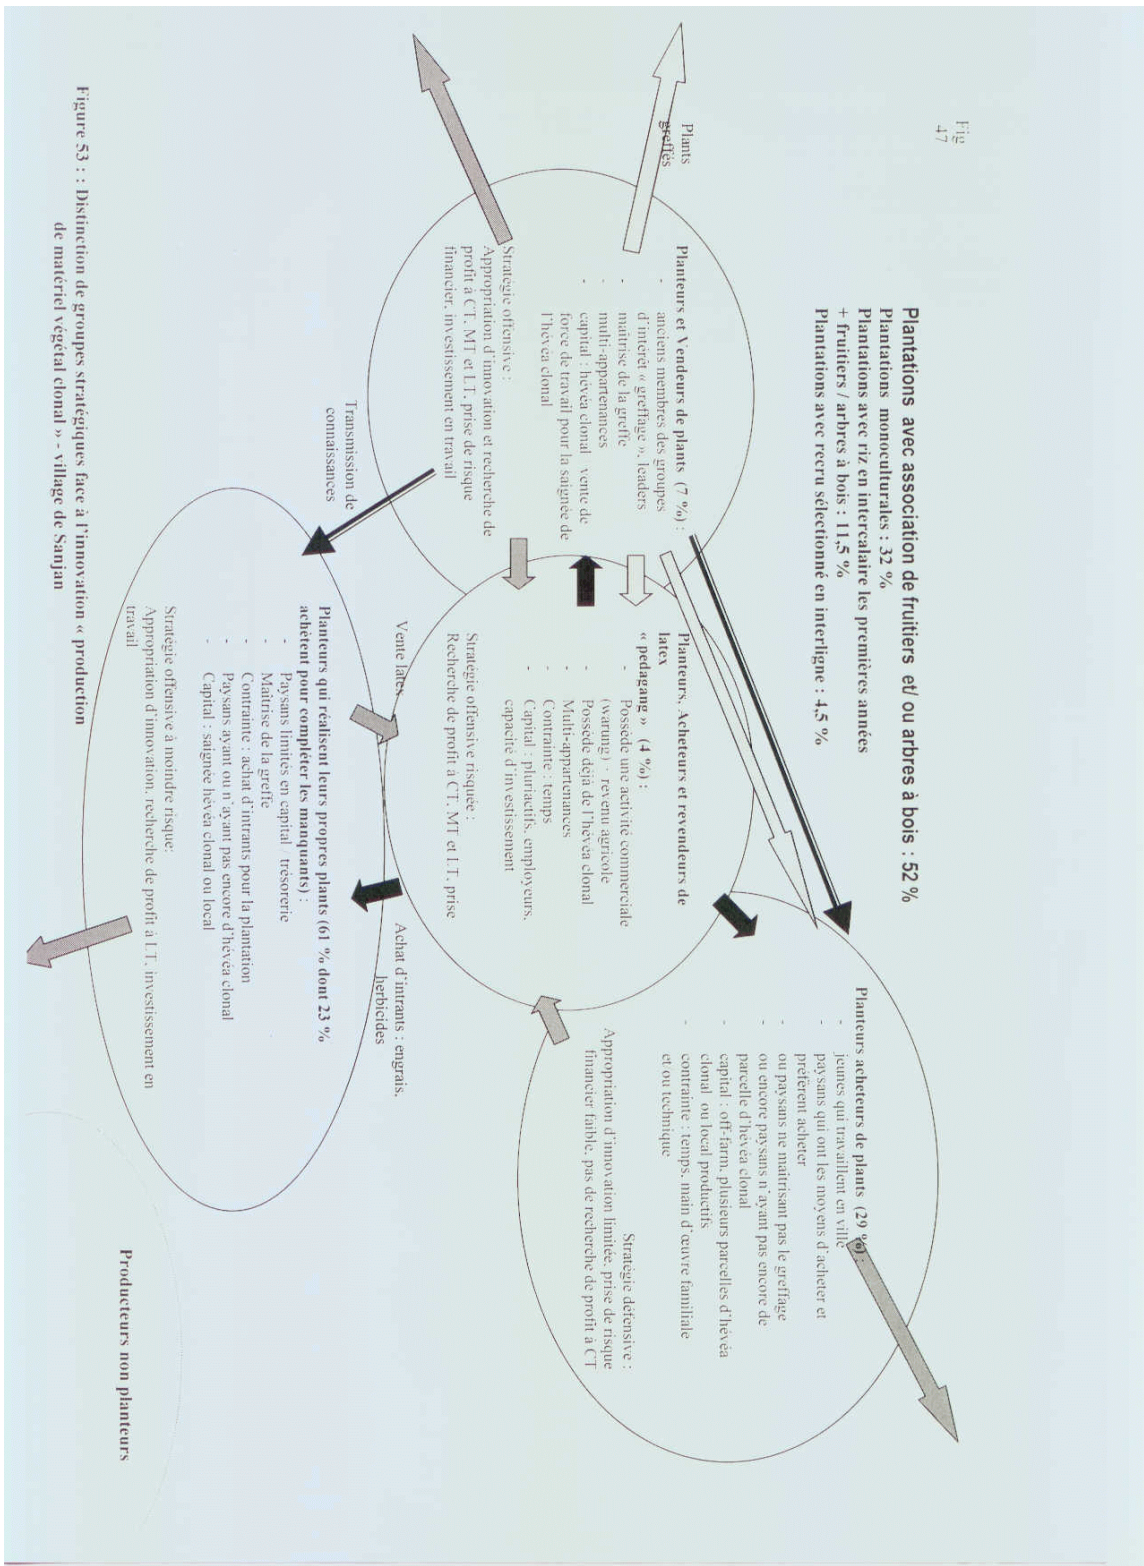 Fig
47
Plantations avec association de fruitiers et/ ou arbres à bois : 52 %
Plantations monoculturales : 32 %
Plantations avec riz en intercalaire les premières années
+ fruitiers / arbres à bois : 11,5 %
Plantations avec recru sélectionné en interligne : 4,5 %
Plants
greffés
Planteurs et Vendeurs de plants (7 %) :
- anciens membres des groupes
d'intérêt « greffage », leaders
- maîtrise de la greffe
- multi-appartenances
- capital : hévéa clonal vente de
force de travail pour la saignée de
l'hévéa clonal
Stratégie offensive :
Appropriation d'innovation et recherche de
profit à CT, MT et LT, prise de risque
financier, investissement en travail
Planteurs, Acheteurs et revendeurs de
latex
« pedagang » (4 %) :
- Possède une activité commerciale
(warung) - revenu agricole
- Possède déjà de l'hévéa clonal
- Multi-appartenances
- Contrainte : temps
- Capital : pluriactifs, employeurs,
capacité d'investissement
Stratégie offensive risquée :
Recherche de profit à CT, MT et LT, prise
Planteurs acheteurs de plants (29 %) :
- jeunes qui travaillent en ville
- paysans qui ont les moyens d'acheter et
préfèrent acheter
- ou paysans ne maîtrisant pas le greffage
- ou encore paysans n'ayant pas encore de
parcelle d'hévéa clonal
- capital : off-farm, plusieurs parcelles d'hévéa
clonal ou local productifs
- contrainte : temps, main d'œuvre familiale
et/ou technique
Stratégie défensive :
Appropriation d'innovation limitée, prise de risque
financier faible, pas de recherche de profit à CT
Transmission de
connaissances
Vente latex
Achat d'intrants : engrais,
herbicides
Planteurs qui réalisent leurs propres plants (61 % dont 23 %
achètent pour compléter les manquants) :
- Paysans limités en capital / trésorerie
- Maîtrise de la greffe
- Contrainte : achat d'intrants pour la plantation
- Paysans ayant ou n'ayant pas encore d'hévéa clonal
- Capital : saignée hévéa clonal ou local
Stratégie offensive à moindre risque:
Appropriation d'innovation, recherche de profit à LT, investissement en
travail
Producteurs non planteurs
Figure 53 : : Distinction de groupes stratégiques face à l'innovation « production
de matériel végétal clonal » - village de Sanjan